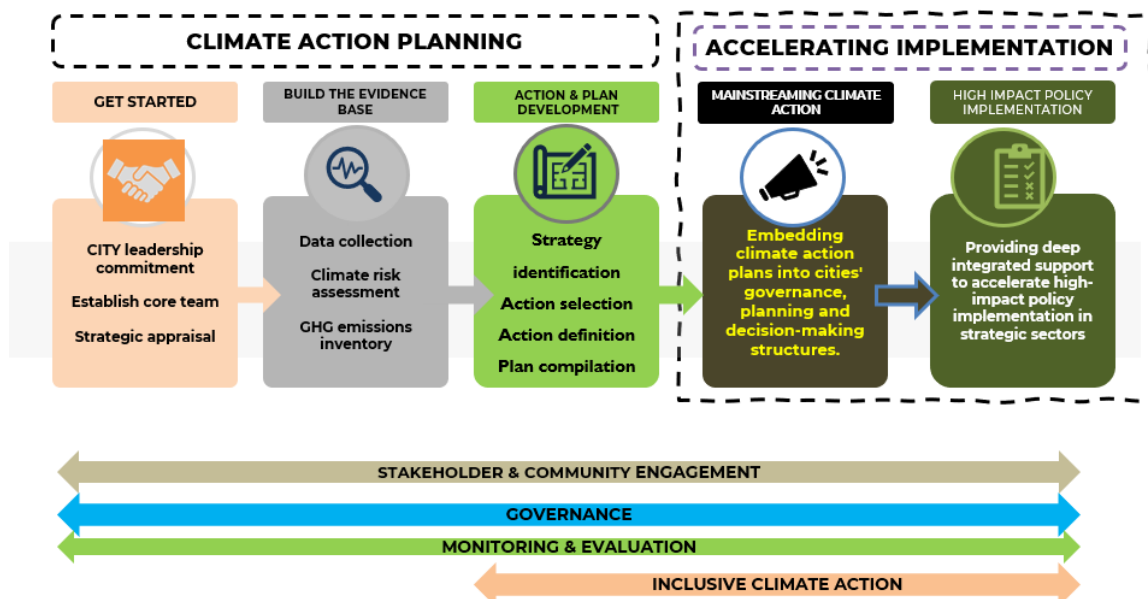 CLIMATE ACTION PLANNING
ACCELERATING IMPLEMENTATION
GET STARTED
BUILD THE EVIDENCE
BASE
ACTION & PLAN
DEVELOPMENT
MAINSTREAMING CLIMATE
ACTION
HIGH IMPACT POLICY
IMPLEMENTATION
CITY leadership
commitment
Establish core team
Strategic appraisal
Data collection
Climate risk
assessment
GHG emissions
inventory
Strategy
identification
Action selection
Action definition
Plan compilation
Embedding
climate action
plans into cities'
governance,
planning and
decision-making
structures.
Providing deep
integrated support
to accelerate high-
impact policy
implementation in
strategic sectors
STAKEHOLDER & COMMUNITY ENGAGEMENT
GOVERNANCE
MONITORING & EVALUATION
INCLUSIVE CLIMATE ACTION